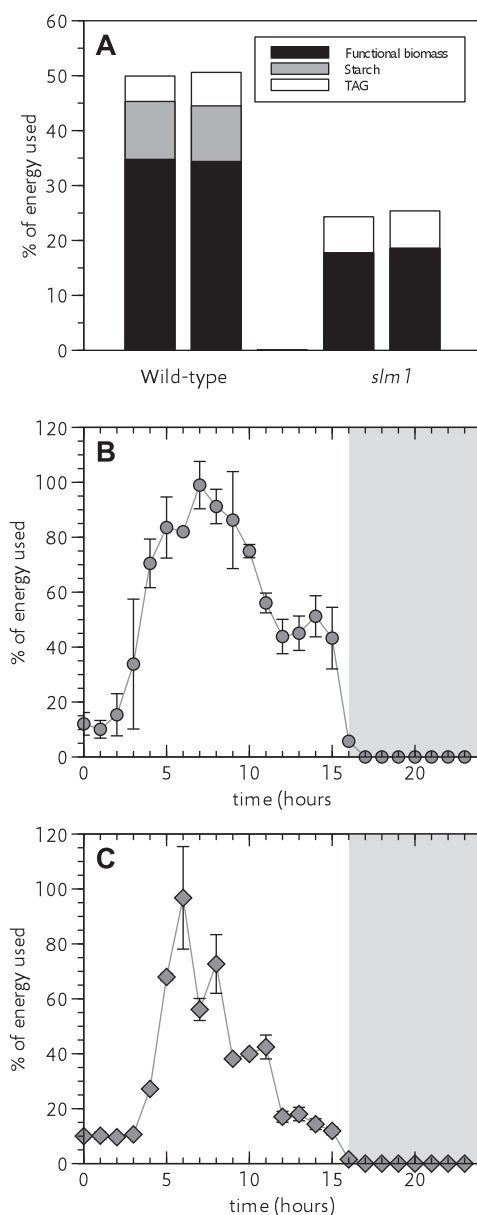 A
60
50
40
30
20
10
0
% of energy used
Functional biomass
Starch
TAG
Wild-type
slm1
B
120
100
80
60
40
20
0
% of energy used
0 5 10 15 20
time (hours
C
120
100
80
60
40
20
0
% of energy used
0 5 10 15 20
time (hours)